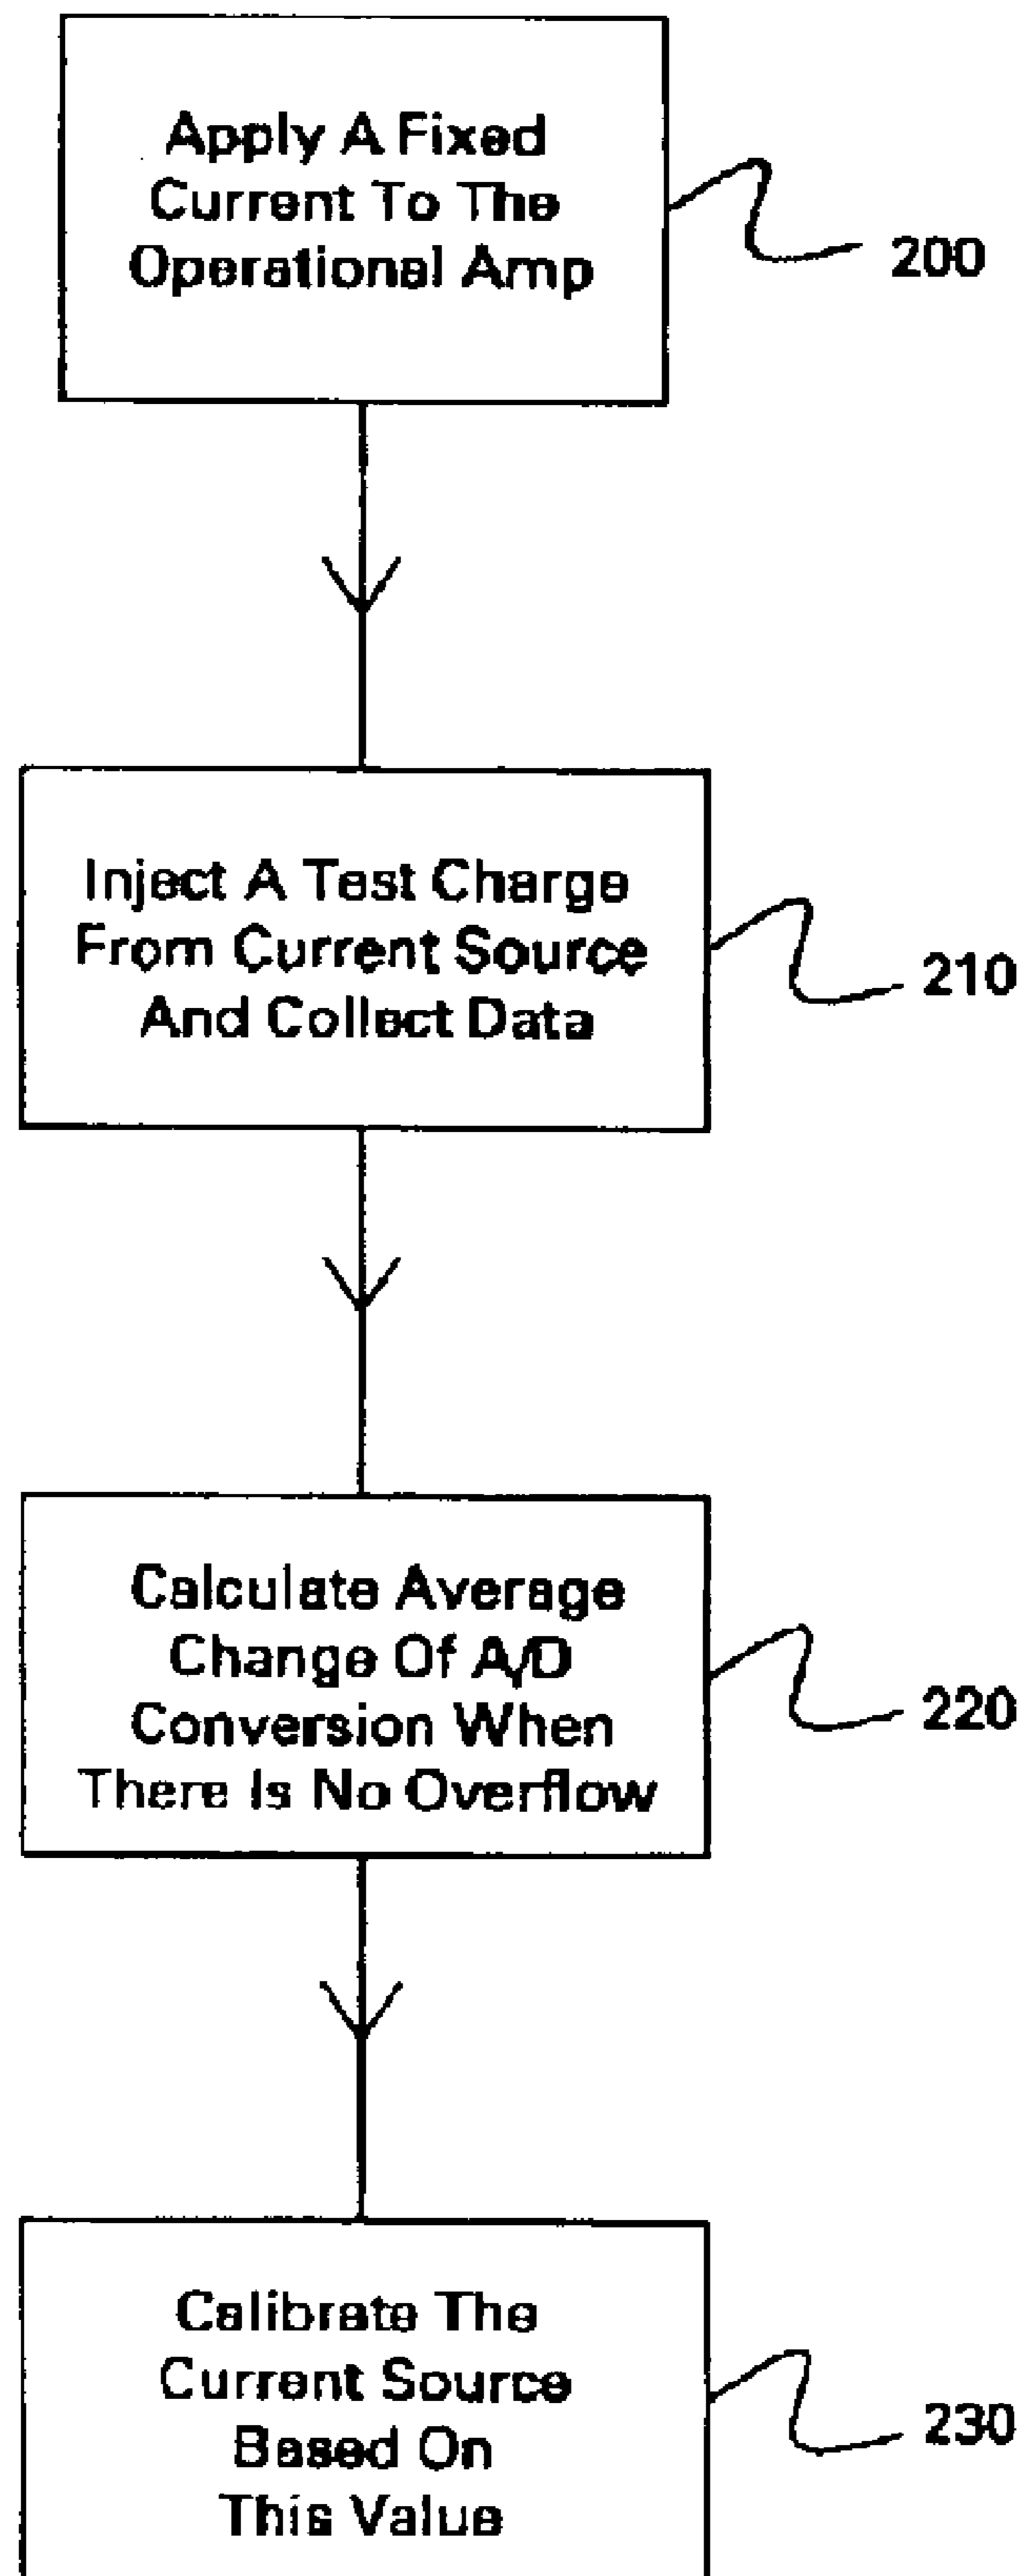 Apply A Fixed
Current To The
Operational Amp
200
Inject A Test Charge
From Current Source
And Collect Data
210
Calculate Average
Change Of A/D
Conversion When
There Is No Overflow
220
Calibrate The
Current Source
Based On
This Value
230